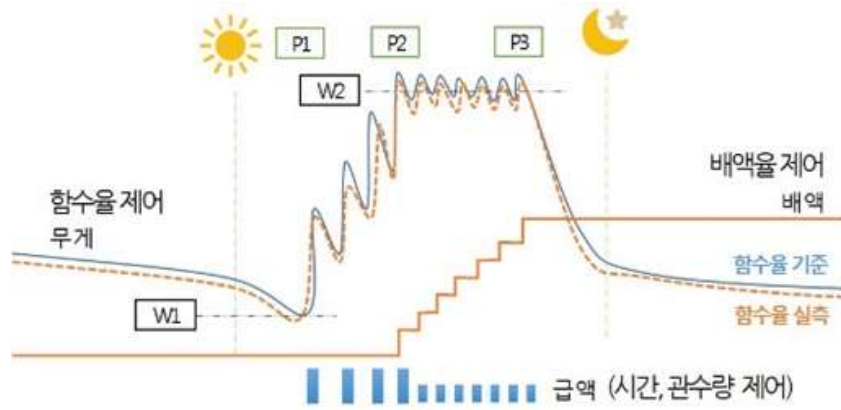 P1
P2
P3
W2
함수율 제어
무게
배액율 제어
배액
함수율 기준
W1
함수율 실측
급액 (시간, 관수량 제어)